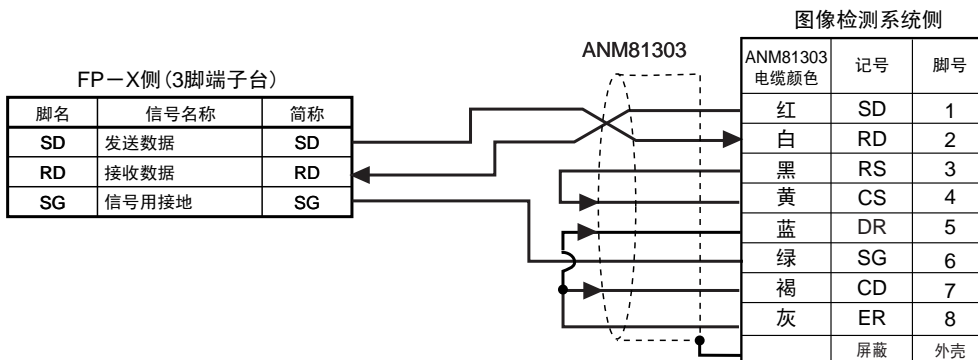 图像检测系统侧
ANM81303
FP－X侧(3脚端子台)
脚名 信号名称 简称
SD 发送数据 SD
RD 接收数据 RD
SG 信号用接地 SG
ANM81303 电缆颜色 记号 脚号
红 SD 1
白 RD 2
黑 RS 3
黄 CS 4
蓝 DR 5
绿 SG 6
褐 CD 7
灰 ER 8
屏蔽 外壳